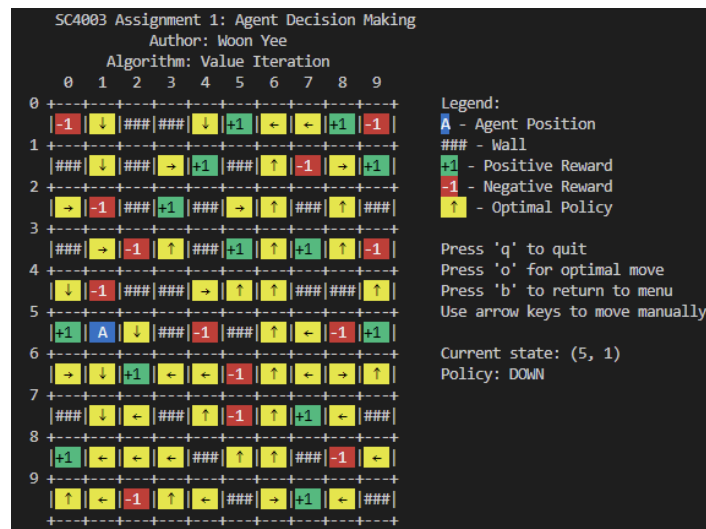 SC4003 Assignment 1: Agent Decision Making
Author: Woon Yee
Algorithm: Value Iteration
0 1 2 3 4 5 6 7 8 9
0 +---+---+---+---+---+---+---+---+---+---+ Legend:
|-1 | ↓ |###|###| ↓ |+1 | ← | ← |+1 |-1 | A - Agent Position
1 +---+---+---+---+---+---+---+---+---+---+ ### - Wall
|###| ↓ |###| → |+1 |###| ↑ |-1 | → |+1 | +1 - Positive Reward
2 +---+---+---+---+---+---+---+---+---+---+ -1 - Negative Reward
| → |-1 |###|+1 |###| → | ↑ |###| ↑ |###| ↑ - Optimal Policy
3 +---+---+---+---+---+---+---+---+---+---+
|###| → |-1 | ↑ |###|+1 | ↑ |+1 | ↑ |-1 | Press 'q' to quit
4 +---+---+---+---+---+---+---+---+---+---+ Press 'o' for optimal move
| ↓ |-1 |###|###| → | ↑ | ↑ |###|###| ↑ | Press 'b' to return to menu
5 +---+---+---+---+---+---+---+---+---+---+ Use arrow keys to move manually
|+1 | A | ↓ |###|-1 |###| ↑ | ← |-1 |+1 |
6 +---+---+---+---+---+---+---+---+---+---+ Current state: (5, 1)
| → | ↓ |+1 | ← | ← |-1 | ↑ | ← | → | ↑ | Policy: DOWN
7 +---+---+---+---+---+---+---+---+---+---+
|###| ↓ | ← |###| ↑ |-1 | ↑ |+1 | ← |###|
8 +---+---+---+---+---+---+---+---+---+---+
|+1 | ← | ← | ← |###| ↑ | ↑ |###|-1 | ← |
9 +---+---+---+---+---+---+---+---+---+---+
| ↑ | ← |-1 | ↑ | ← |###| → |+1 | ← |###|
+---+---+---+---+---+---+---+---+---+---+